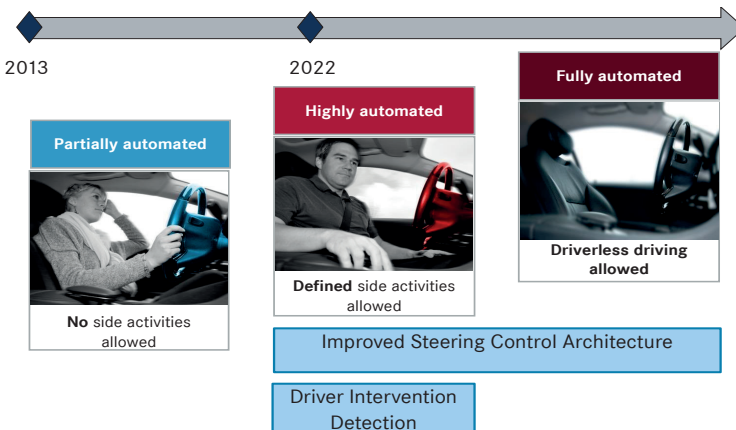 2013
2022
Partially automated
No side activities
allowed
Highly automated
Defined side activities
allowed
Fully automated
Driverless driving
allowed
Improved Steering Control Architecture
Driver Intervention
Detection